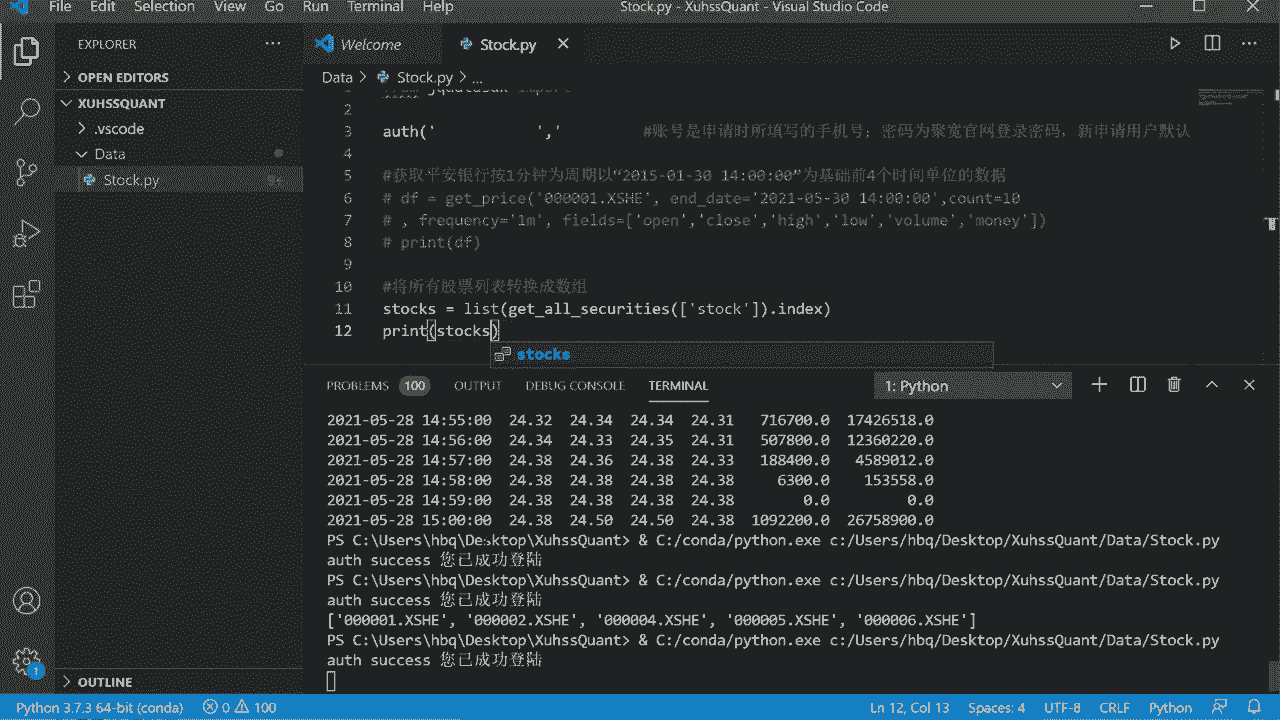 File Edit Selection View Go Run Terminal Help
Stock.py - XuhssQuant - Visual Studio Code
EXPLORER
Welcome
Stock.py
OPEN EDITORS
Data > Stock.py > ...
XUHSSQUANT
.vscode
Data
Stock.py
1 from jqdatasdk import
2
3 auth(' ',' #账号是申请时所填写的手机号；密码为聚宽官网登录密码，新申请用户默认
4
5 #获取平安银行按1分钟为周期以“2015-01-30 14:00:00”为基础前4个时间单位的数据
6 # df = get_price('000001.XSHE', end_date='2021-05-30 14:00:00',count=10
7 # , frequency='1m', fields=['open','close','high','low','volume','money'])
8 # print(df)
9
10 #将所有股票列表转换成数组
11 stocks = list(get_all_securities(['stock']).index)
12 print(stocks)
stocks
PROBLEMS 100 OUTPUT DEBUG CONSOLE TERMINAL 1: Python
2021-05-28 14:55:00 24.32 24.34 24.34 24.31 716700.0 17426518.0
2021-05-28 14:56:00 24.34 24.33 24.35 24.31 507800.0 12360220.0
2021-05-28 14:57:00 24.38 24.36 24.38 24.33 188400.0 4589012.0
2021-05-28 14:58:00 24.38 24.38 24.38 24.38 6300.0 153558.0
2021-05-28 14:59:00 24.38 24.38 24.38 24.38 0.0 0.0
2021-05-28 15:00:00 24.38 24.50 24.50 24.38 1092200.0 26758900.0
PS C:\Users\hbq\Desktop\XuhssQuant> & C:/conda/python.exe c:/Users/hbq/Desktop/XuhssQuant/Data/Stock.py
auth success 您已成功登陆
PS C:\Users\hbq\Desktop\XuhssQuant> & C:/conda/python.exe c:/Users/hbq/Desktop/XuhssQuant/Data/Stock.py
auth success 您已成功登陆
['000001.XSHE', '000002.XSHE', '000004.XSHE', '000005.XSHE', '000006.XSHE']
PS C:\Users\hbq\Desktop\XuhssQuant> & C:/conda/python.exe c:/Users/hbq/Desktop/XuhssQuant/Data/Stock.py
auth success 您已成功登陆
OUTLINE
1
Python 3.7.3 64-bit (conda) 0 100 Ln 12, Col 13 Spaces: 4 UTF-8 CRLF Python